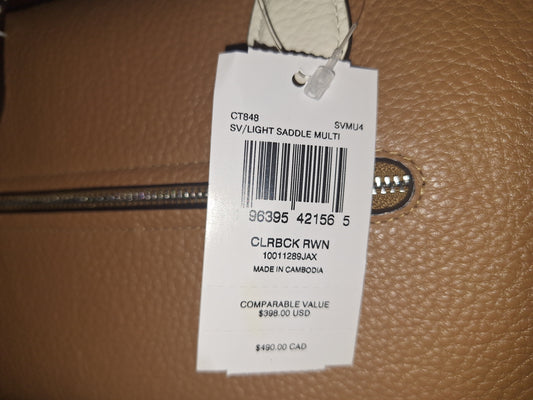 CT848 SVMU4
SV/LIGHT SADDLE MULTI
96395 42156 5
CLRBCK RWN
10011289JAX
MADE IN CAMBODIA
COMPARABLE VALUE
$398.00 USD
$490.00 CAD